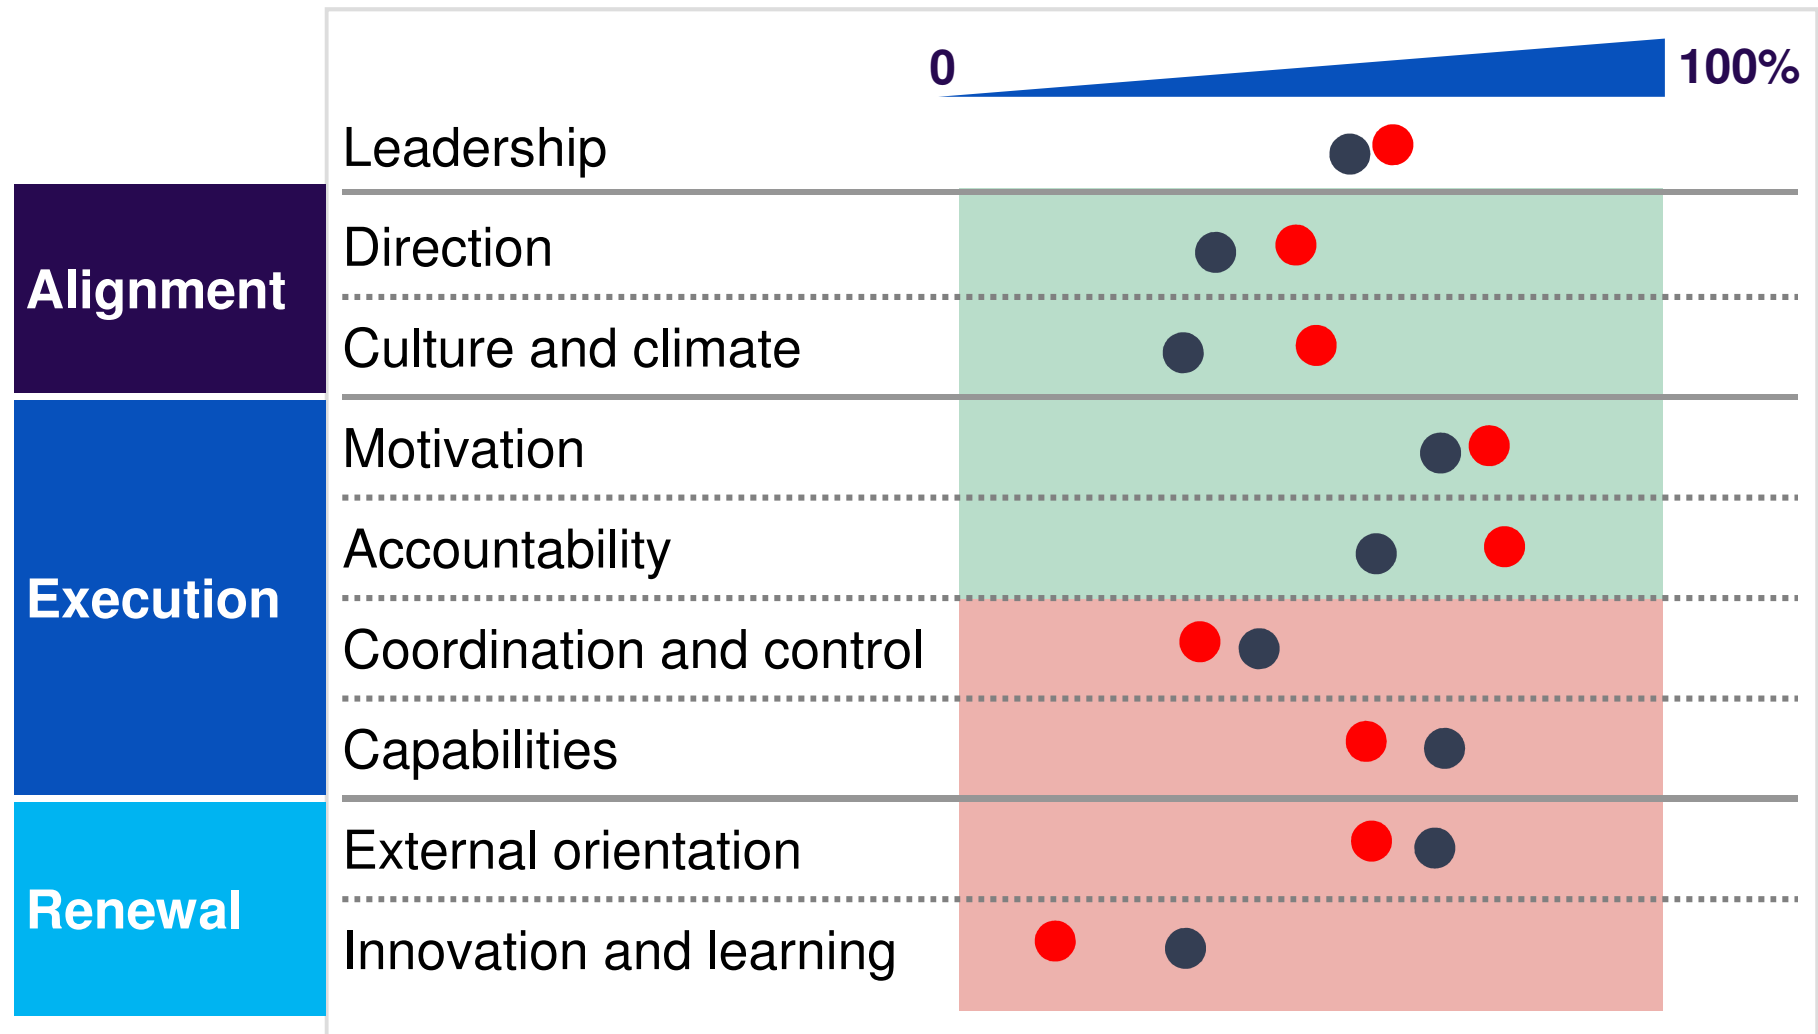 0
100%
Leadership
Alignment
Direction
Culture and climate
Execution
Motivation
Accountability
Coordination and control
Capabilities
Renewal
External orientation
Innovation and learning